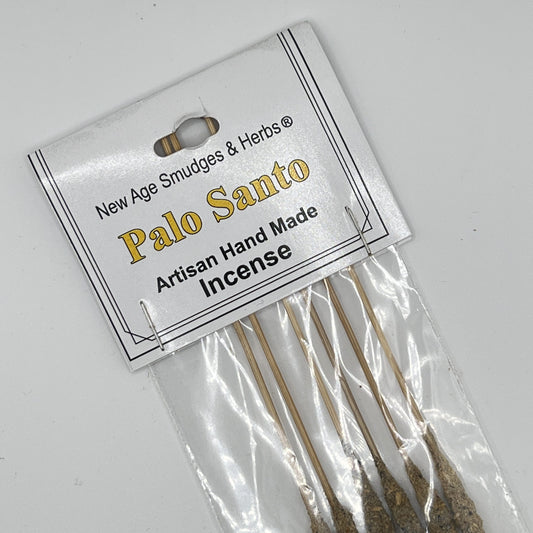 New Age Smudges & Herbs®
Palo Santo
Artisan Hand Made
Incense